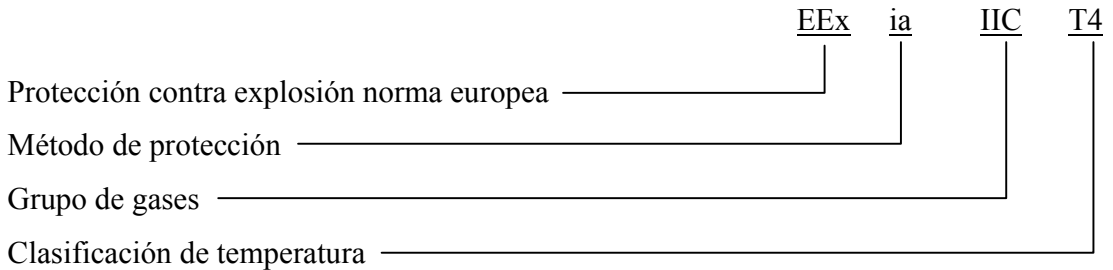 EEx ia IIC T4
Protección contra explosión norma europea
Método de protección
Grupo de gases
Clasificación de temperatura